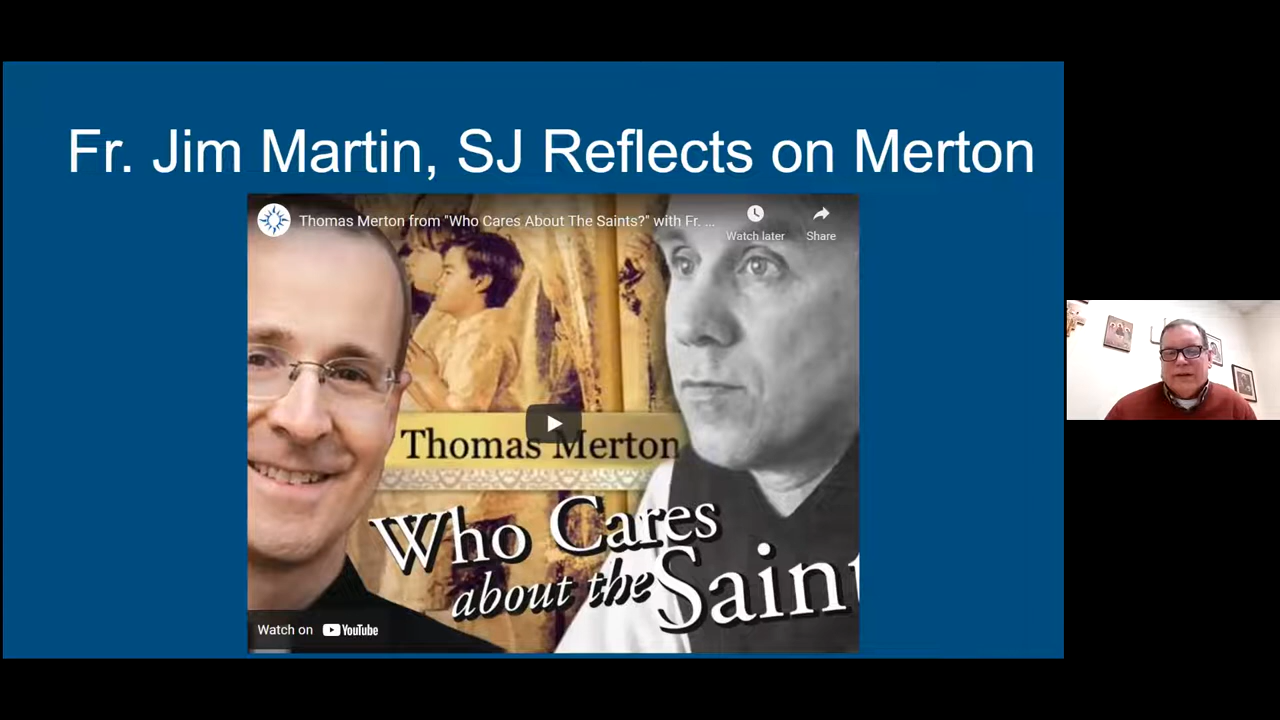 Fr. Jim Martin, SJ Reflects on Merton
Thomas Merton from "Who Cares About The Saints?" with Fr. ...
Watch later
Share
Thomas Merton
Who Cares
about the Saint
Watch on YouTube